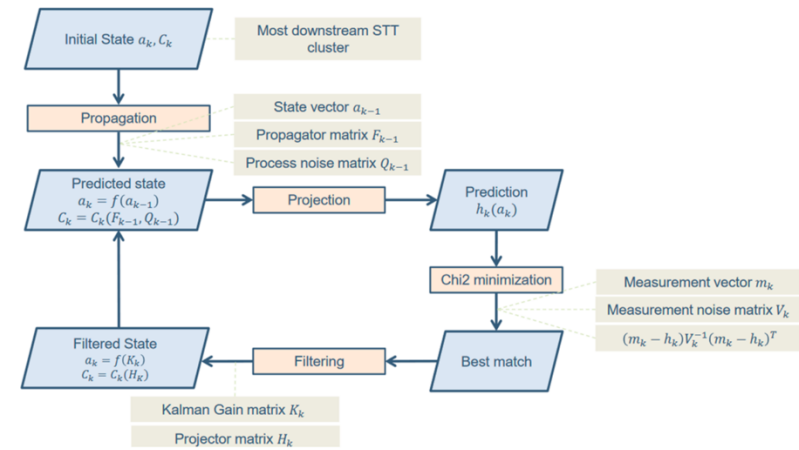 Initial State a_k, C_k
Most downstream STT
cluster
Propagation
State vector a_{k−1}
Propagator matrix F_{k−1}
Process noise matrix Q_{k−1}
Predicted state
a_k = f(a_{k−1})
C_k = C_k(F_{k−1}, Q_{k−1})
Projection
Prediction
h_k(a_k)
Chi2 minimization
Measurement vector m_k
Measurement noise matrix V_k
(m_k − h_k)V_k^{−1}(m_k − h_k)^T
Filtered State
a_k = f(K_k)
C_k = C_k(H_K)
Filtering
Best match
Kalman Gain matrix K_k
Projector matrix H_k